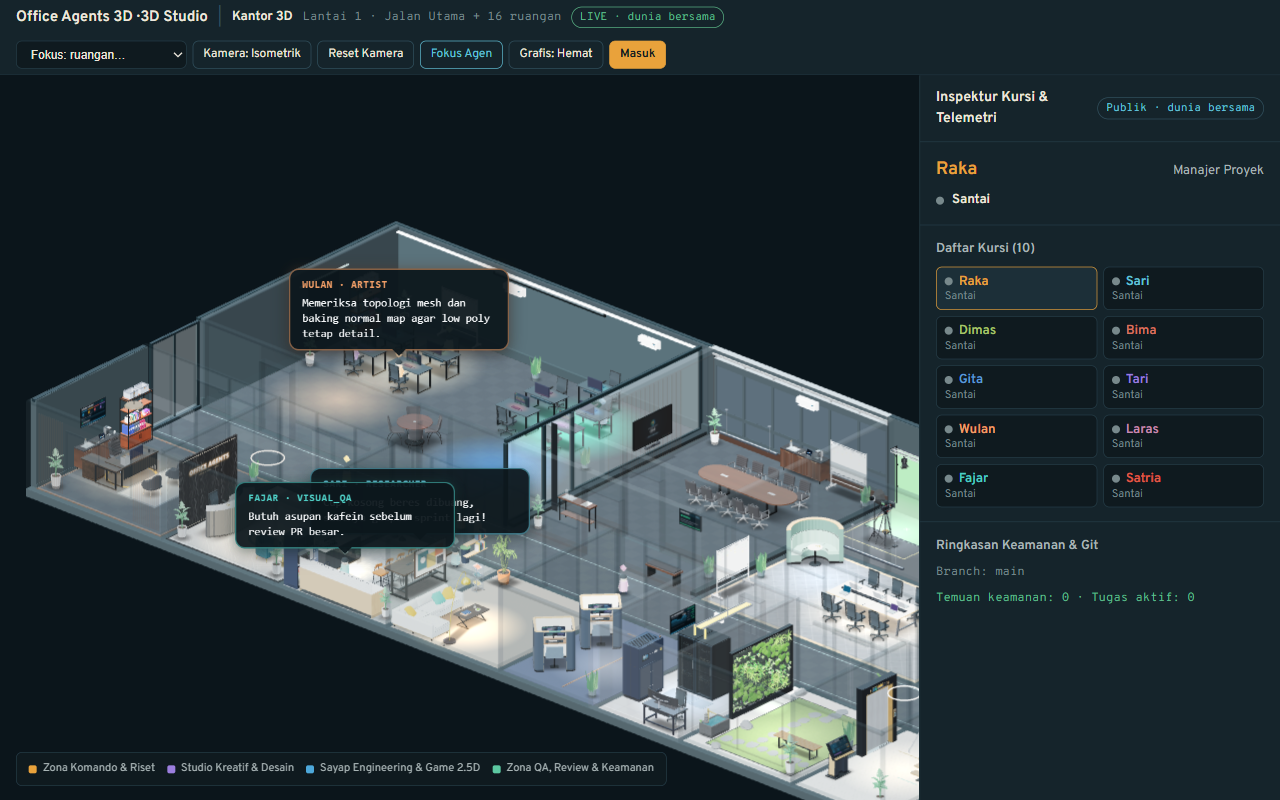 Office Agents 3D ·3D Studio
Kantor 3D
Lantai 1 · Jalan Utama + 16 ruangan
LIVE · dunia bersama
Fokus: ruangan...
Kamera: Isometrik
Reset Kamera
Fokus Agen
Grafis: Hemat
Masuk
WULAN · ARTIST
Memeriksa topologi mesh dan
baking normal map agar low poly
tetap detail.
OFFICE AGENTS
lagi!
FAJAR · VISUAL_QA
Butuh asupan kafein sebelum
review PR besar.
Zona Komando & Riset
Studio Kreatif & Desain
Sayap Engineering & Game 2.5D
Zona QA, Review & Keamanan
Inspektur Kursi &
Telemetri
Publik · dunia bersama
Raka
Manajer Proyek
Santai
Daftar Kursi (10)
Raka
Santai
Sari
Santai
Dimas
Santai
Bima
Santai
Gita
Santai
Tari
Santai
Wulan
Santai
Laras
Santai
Fajar
Santai
Satria
Santai
Ringkasan Keamanan & Git
Branch: main
Temuan keamanan: 0 · Tugas aktif: 0